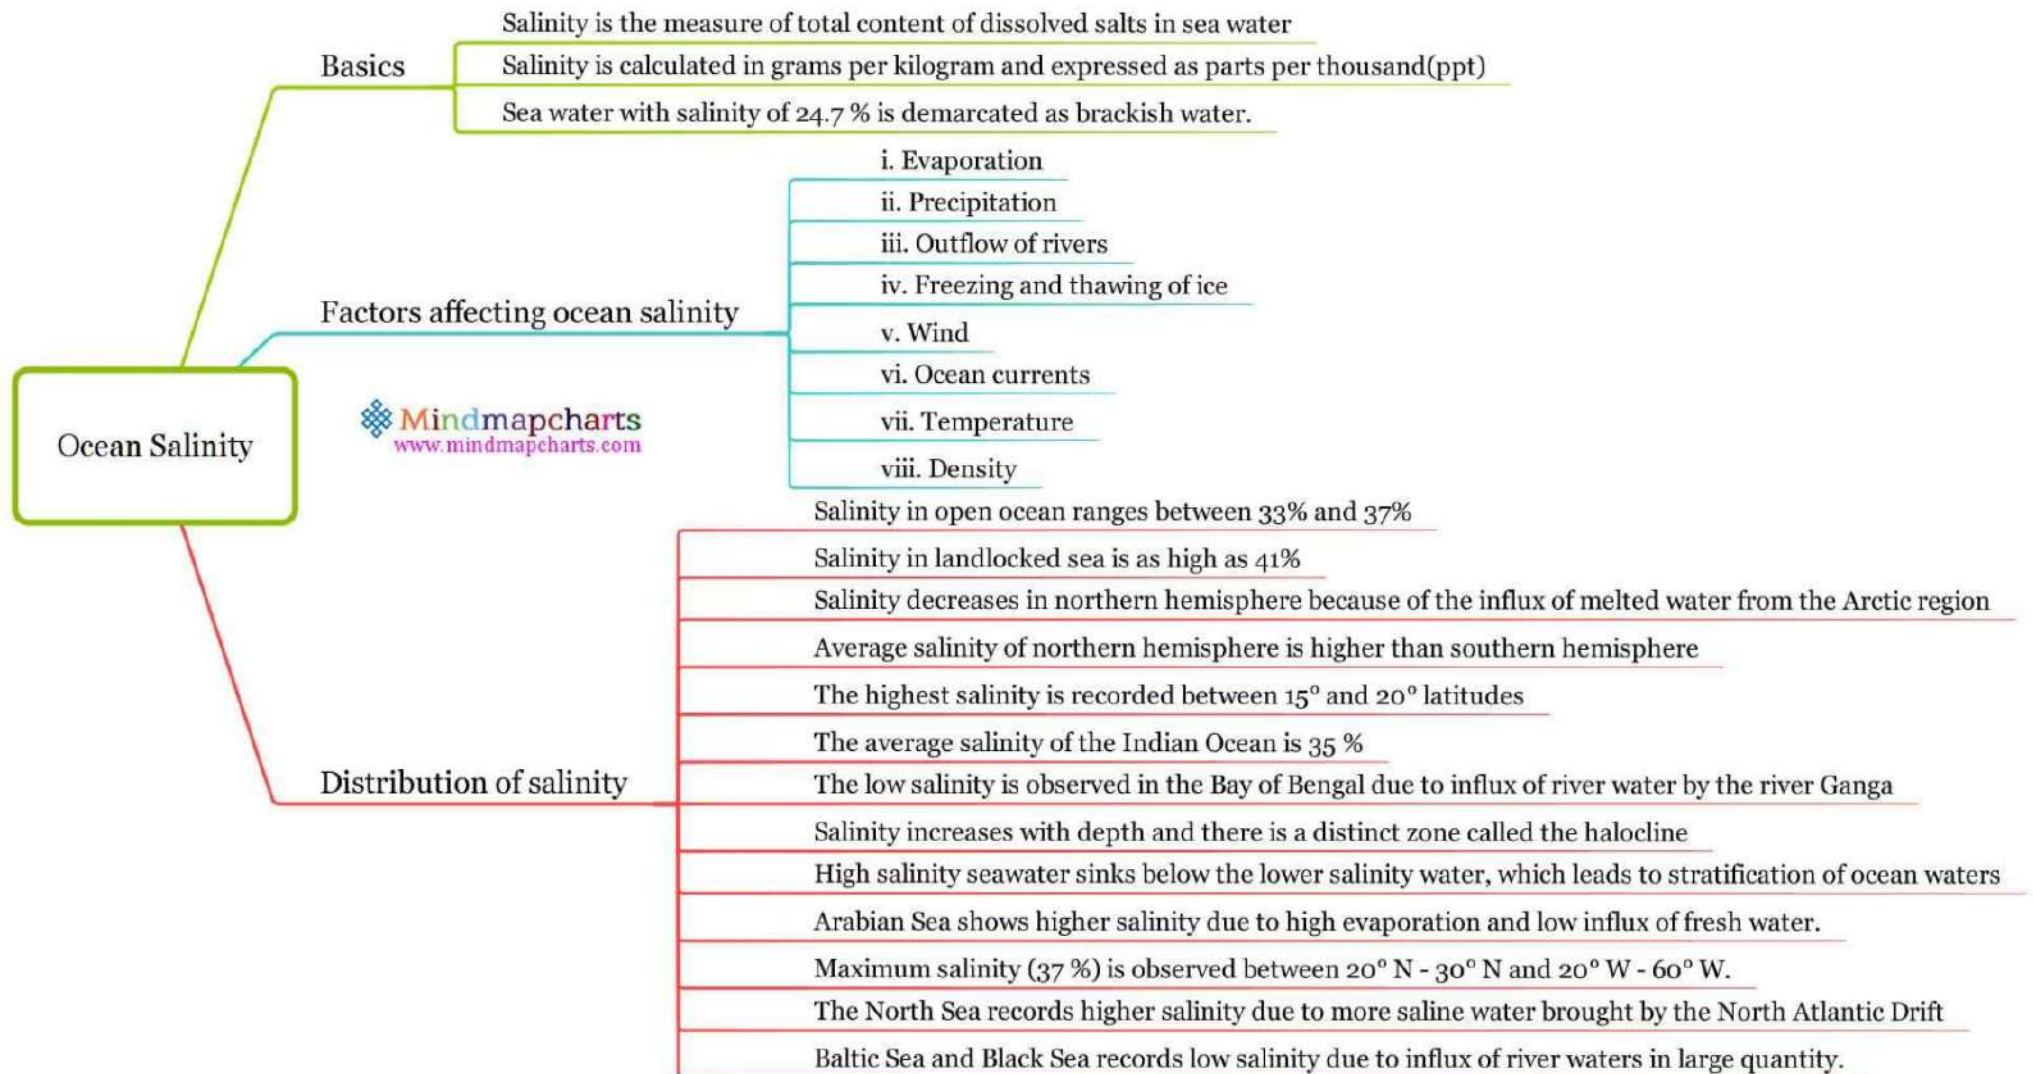 Ocean Salinity
Basics
Salinity is the measure of total content of dissolved salts in sea water
Salinity is calculated in grams per kilogram and expressed as parts per thousand(ppt)
Sea water with salinity of 24.7 % is demarcated as brackish water.
Factors affecting ocean salinity
i. Evaporation
ii. Precipitation
iii. Outflow of rivers
iv. Freezing and thawing of ice
v. Wind
vi. Ocean currents
vii. Temperature
viii. Density
Mindmapcharts
www.mindmapcharts.com
Distribution of salinity
Salinity in open ocean ranges between 33% and 37%
Salinity in landlocked sea is as high as 41%
Salinity decreases in northern hemisphere because of the influx of melted water from the Arctic region
Average salinity of northern hemisphere is higher than southern hemisphere
The highest salinity is recorded between 15° and 20° latitudes
The average salinity of the Indian Ocean is 35 %
The low salinity is observed in the Bay of Bengal due to influx of river water by the river Ganga
Salinity increases with depth and there is a distinct zone called the halocline
High salinity seawater sinks below the lower salinity water, which leads to stratification of ocean waters
Arabian Sea shows higher salinity due to high evaporation and low influx of fresh water.
Maximum salinity (37 %) is observed between 20° N - 30° N and 20° W - 60° W.
The North Sea records higher salinity due to more saline water brought by the North Atlantic Drift
Baltic Sea and Black Sea records low salinity due to influx of river waters in large quantity.